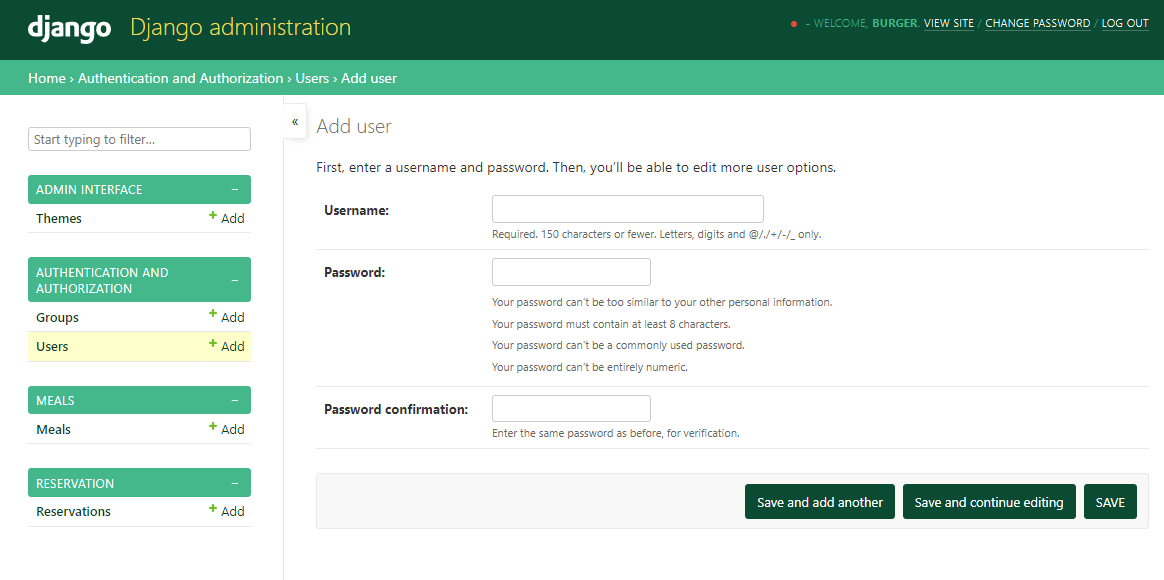 django Django administration
- WELCOME, BURGER. VIEW SITE / CHANGE PASSWORD / LOG OUT
Home › Authentication and Authorization › Users › Add user
Start typing to filter...
ADMIN INTERFACE –
Themes + Add
AUTHENTICATION AND
AUTHORIZATION –
Groups + Add
Users + Add
MEALS –
Meals + Add
RESERVATION –
Reservations + Add
«
Add user
First, enter a username and password. Then, you'll be able to edit more user options.
Username:
Required. 150 characters or fewer. Letters, digits and @/./+/-/_ only.
Password:
Your password can't be too similar to your other personal information.
Your password must contain at least 8 characters.
Your password can't be a commonly used password.
Your password can't be entirely numeric.
Password confirmation:
Enter the same password as before, for verification.
Save and add another
Save and continue editing
SAVE